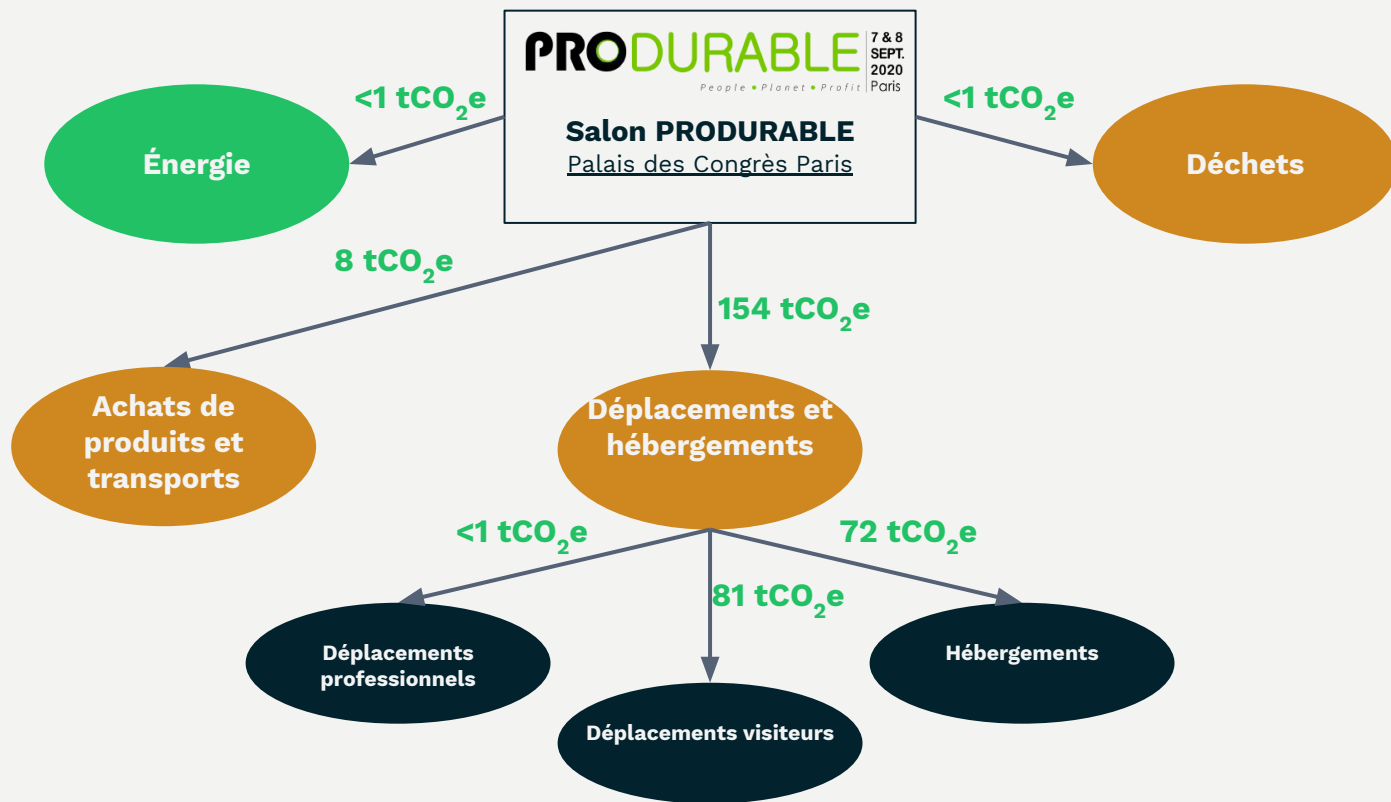 PRODURABLE
7 & 8
SEPT.
2020
Paris
People • Planet • Profit
Salon PRODURABLE
Palais des Congrès Paris
<1 tCO₂e
<1 tCO₂e
Énergie
Déchets
8 tCO₂e
154 tCO₂e
Achats de
produits et
transports
Déplacements et
hébergements
<1 tCO₂e
81 tCO₂e
72 tCO₂e
Déplacements
professionnels
Déplacements visiteurs
Hébergements